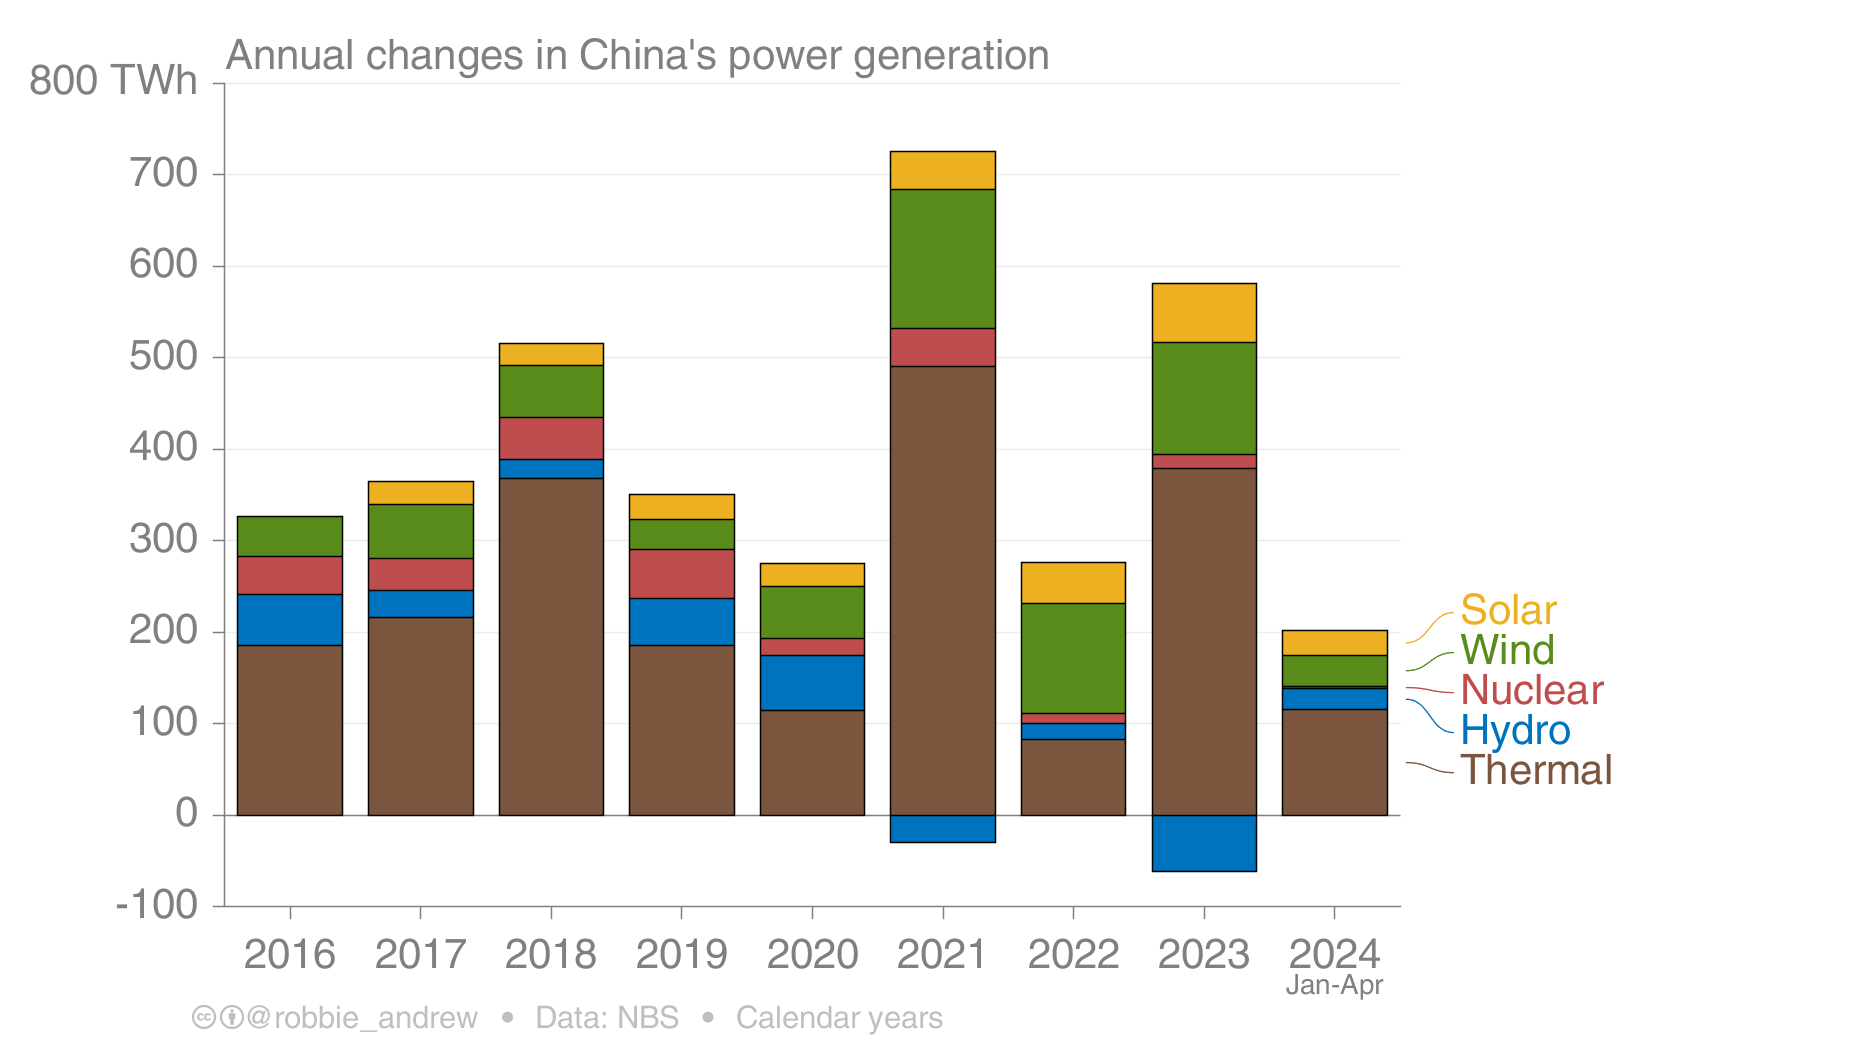 Annual changes in China's power generation
800 TWh
700
600
500
400
300
200
100
0
-100
Solar
Wind
Nuclear
Hydro
Thermal
2016 2017 2018 2019 2020 2021 2022 2023 2024
Jan-Apr
@robbie_andrew • Data: NBS • Calendar years